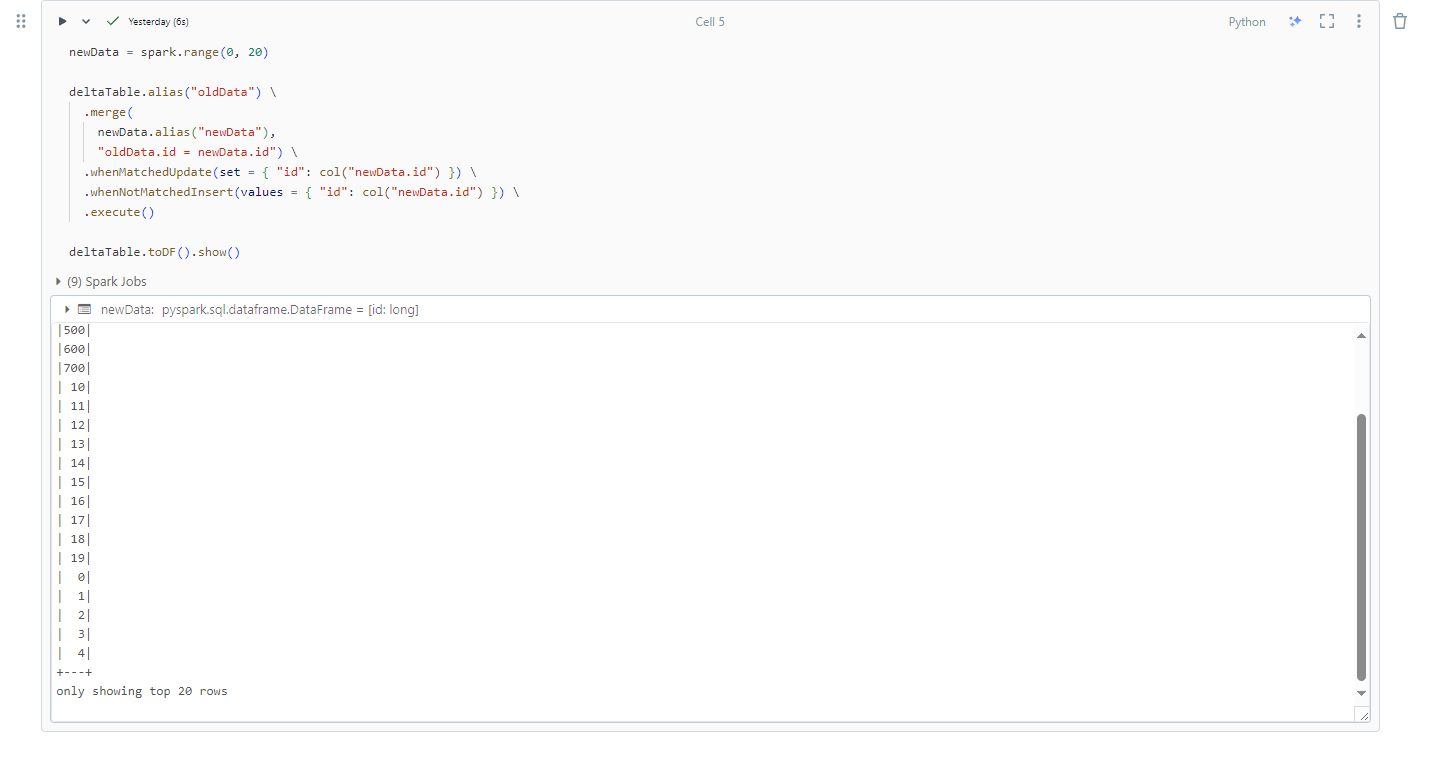 Yesterday (6s)
Cell 5
Python
newData = spark.range(0, 20)
deltaTable.alias("oldData") \
.merge(
newData.alias("newData"),
"oldData.id = newData.id") \
.whenMatchedUpdate(set = { "id": col("newData.id") }) \
.whenNotMatchedInsert(values = { "id": col("newData.id") }) \
.execute()
deltaTable.toDF().show()
(9) Spark Jobs
newData: pyspark.sql.dataframe.DataFrame = [id: long]
|500|
|600|
|700|
| 10|
| 11|
| 12|
| 13|
| 14|
| 15|
| 16|
| 17|
| 18|
| 19|
|  0|
|  1|
|  2|
|  3|
|  4|
+---+
only showing top 20 rows